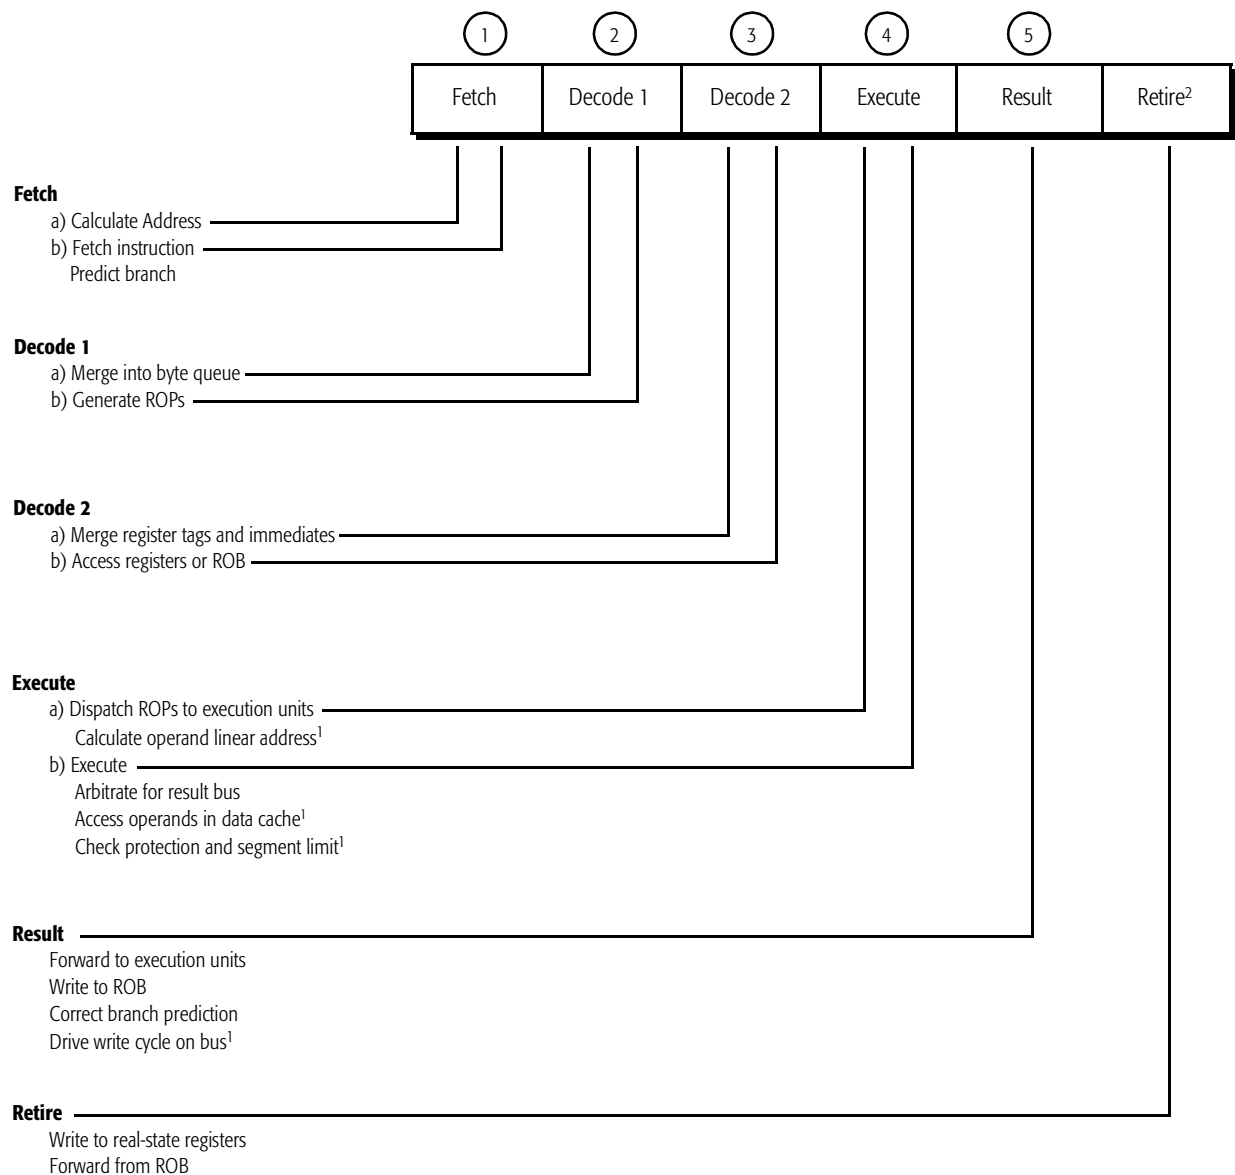 1 2 3 4 5
Fetch Decode 1 Decode 2 Execute Result Retire²
Fetch
a) Calculate Address
b) Fetch instruction
Predict branch
Decode 1
a) Merge into byte queue
b) Generate ROPs
Decode 2
a) Merge register tags and immediates
b) Access registers or ROB
Execute
a) Dispatch ROPs to execution units
Calculate operand linear address¹
b) Execute
Arbitrate for result bus
Access operands in data cache¹
Check protection and segment limit¹
Result
Forward to execution units
Write to ROB
Correct branch prediction
Drive write cycle on bus¹
Retire
Write to real-state registers
Forward from ROB